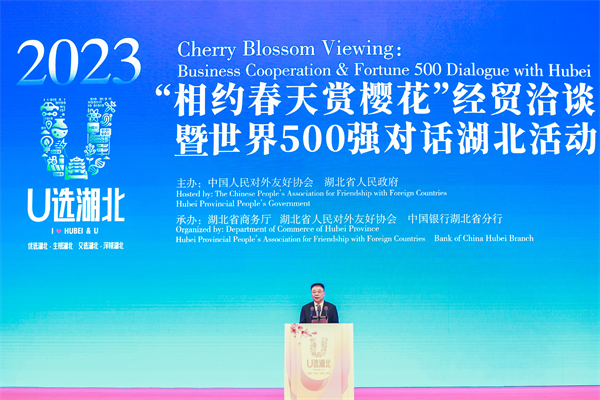 2023
Cherry Blossom Viewing:
Business Cooperation & Fortune 500 Dialogue with Hubei
“相约春天赏樱花”经贸洽谈
暨世界500强对话湖北活动
U选湖北
I ♥ HUBEI & U
主办：中国人民对外友好协会 湖北省人民政府
Hosted by: The Chinese People's Association for Friendship with Foreign Countries
Hubei Provincial People's Government
承办：湖北省商务厅 湖北省人民对外友好协会 中国银行湖北省分行
Organized by: Department of Commerce of Hubei Province
Hubei Provincial People's Association for Friendship with Foreign Countries Bank of China Hubei Branch
U选湖北